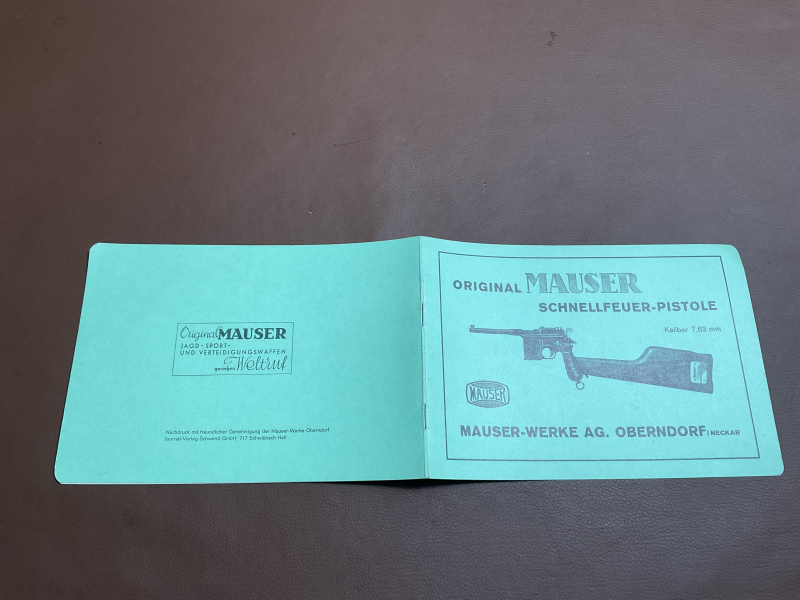 Original MAUSER
JAGD-SPORT-
UND VERTEIDIGUNGSWAFFEN
genießen Weltruf
Nachdruck mit freundlicher Genehmigung der Mauser-Werke Oberndorf
Journal-Verlag Schwend GmbH, 717 Schwäbisch Hall
ORIGINAL MAUSER
SCHNELLFEUER-PISTOLE
Kaliber 7,63 mm
MAUSER
MAUSER-WERKE AG. OBERNDORF/NECKAR